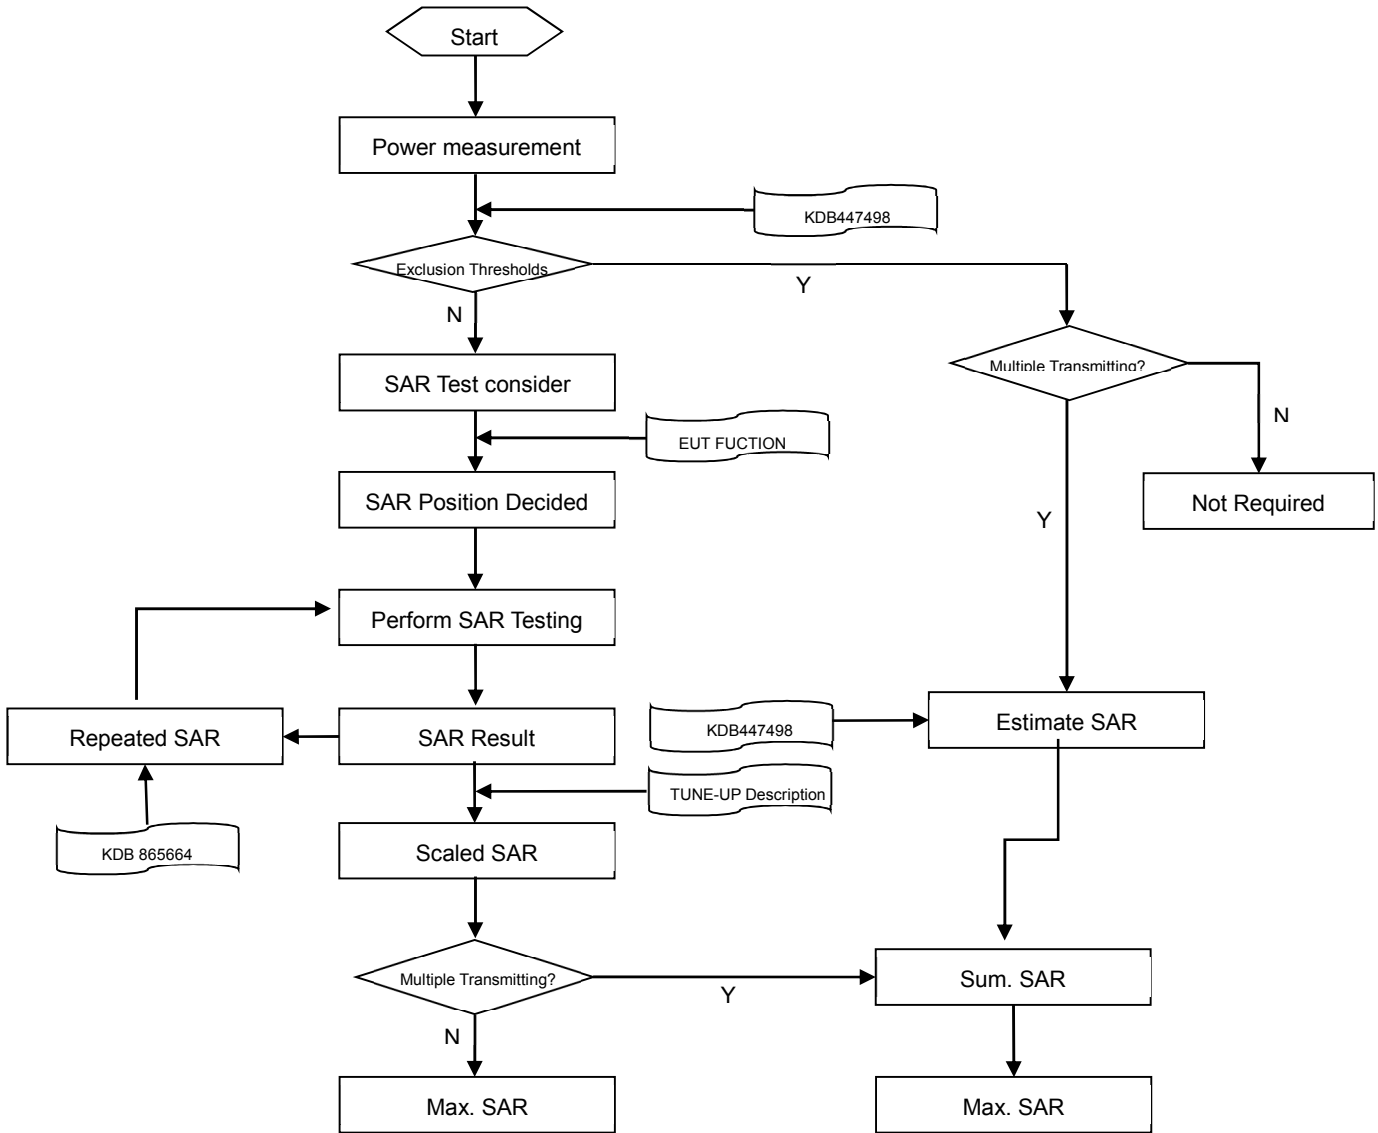 Start
Power measurement
KDB447498
Exclusion Thresholds
Y
N
Multiple Transmitting?
SAR Test consider
N
EUT FUCTION
SAR Position Decided
Not Required
Y
Perform SAR Testing
Repeated SAR
SAR Result
KDB447498
Estimate SAR
TUNE-UP Description
KDB 865664
Scaled SAR
Multiple Transmitting?
Y
Sum. SAR
N
Max. SAR
Max. SAR